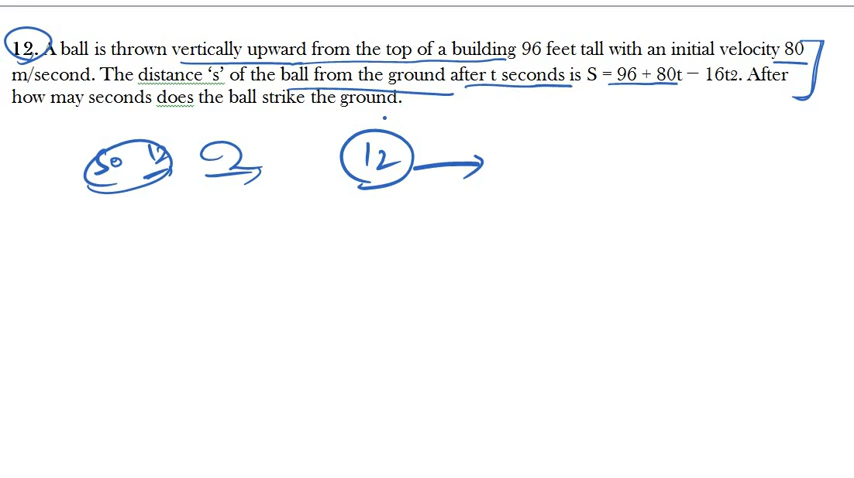 12. A ball is thrown vertically upward from the top of a building 96 feet tall with an initial velocity 80
m/second. The distance ‘s’ of the ball from the ground after t seconds is S = 96 + 80t – 16t2. After
how may seconds does the ball strike the ground.
50 12 Q 12